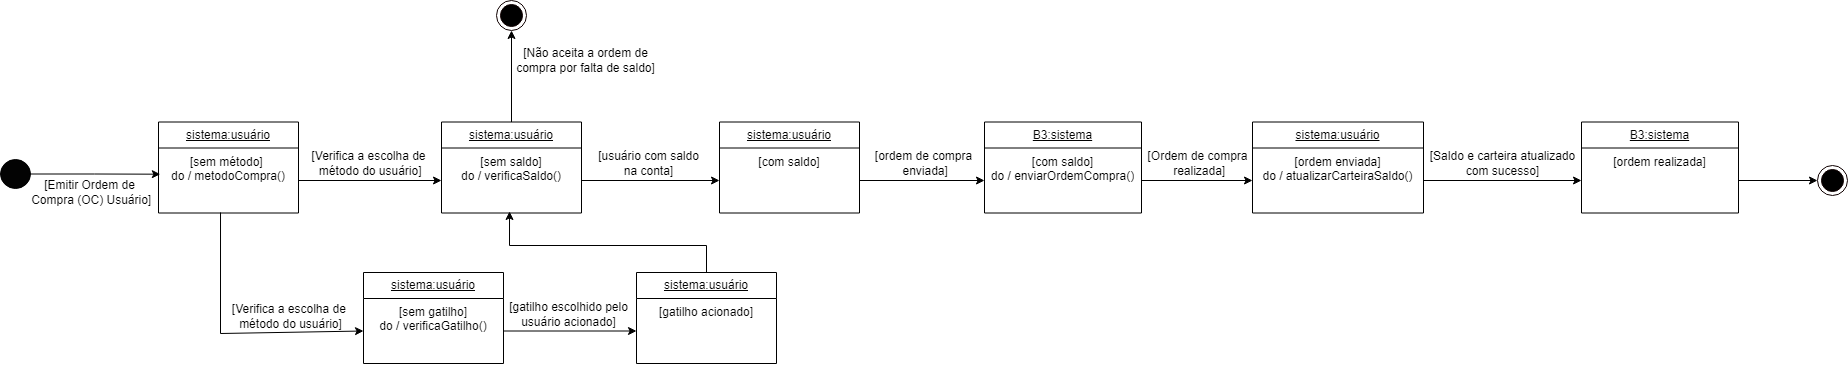 [Não aceita a ordem de
compra por falta de saldo]
[Emitir Ordem de
Compra (OC) Usuário]
sistema:usuário
[sem método]
do / metodoCompra()
[Verifica a escolha de
método do usuário]
sistema:usuário
[sem saldo]
do / verificaSaldo()
[usuário com saldo
na conta]
sistema:usuário
[com saldo]
[ordem de compra
enviada]
B3:sistema
[com saldo]
do / enviarOrdemCompra()
[Ordem de compra
realizada]
sistema:usuário
[ordem enviada]
do / atualizarCarteiraSaldo()
[Saldo e carteira atualizado
com sucesso]
B3:sistema
[ordem realizada]
[Verifica a escolha de
método do usuário]
sistema:usuário
[sem gatilho]
do / verificaGatilho()
[gatilho escolhido pelo
usuário acionado]
sistema:usuário
[gatilho acionado]